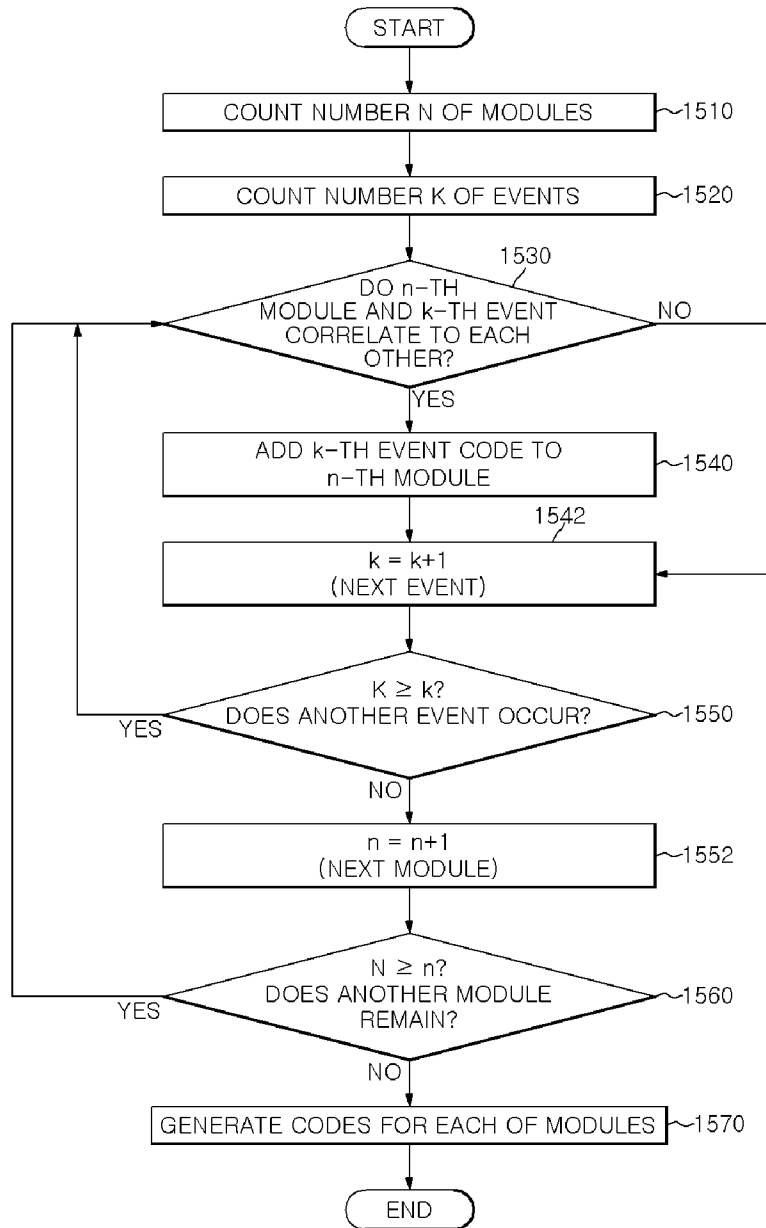 START
COUNT NUMBER N OF MODULES
1510
COUNT NUMBER K OF EVENTS
1520
1530
DO n-TH
MODULE AND k-TH EVENT
CORRELATE TO EACH
OTHER?
NO
YES
ADD k-TH EVENT CODE TO
n-TH MODULE
1540
1542
k = k+1
(NEXT EVENT)
K ≥ k?
DOES ANOTHER EVENT OCCUR?
1550
YES
NO
n = n+1
(NEXT MODULE)
1552
N ≥ n?
DOES ANOTHER MODULE
REMAIN?
1560
YES
NO
GENERATE CODES FOR EACH OF MODULES
1570
END